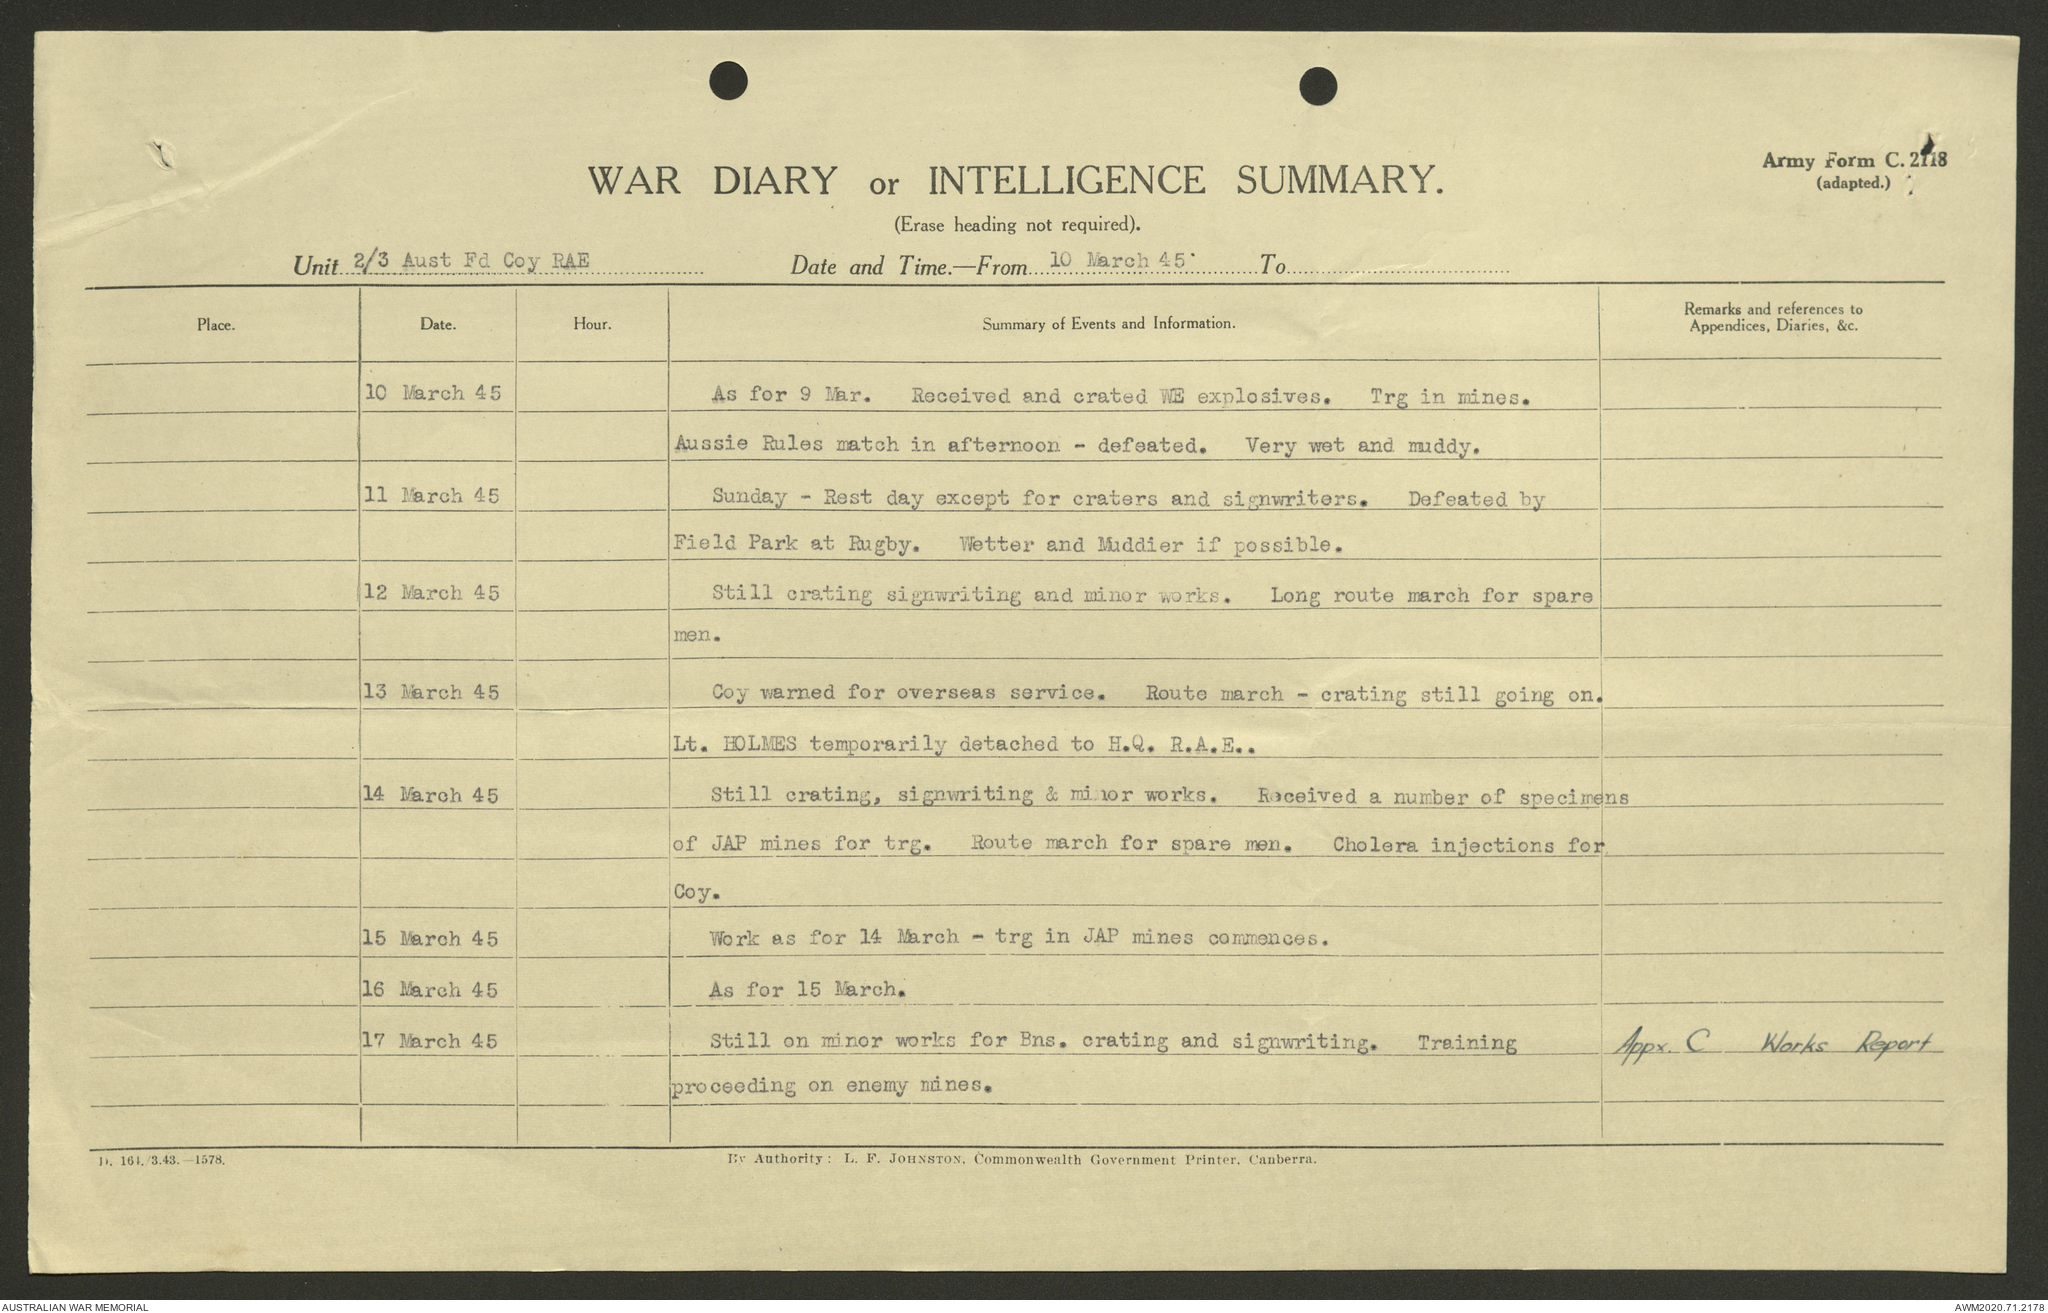 Army Form C. 2118
(adapted.)
WAR DIARY or INTELLIGENCE SUMMARY.
(Erase heading not required).
Unit 2/3 Aust Fd Coy RAE Date and Time.—From 10 March 45. To
Place. Date. Hour. Summary of Events and Information. Remarks and references to Appendices, Diaries, &c.
10 March 45 As for 9 Mar. Received and crated WE explosives. Trg in mines.
Aussie Rules match in afternoon - defeated. Very wet and muddy.
11 March 45 Sunday - Rest day except for craters and signwriters. Defeated by
Field Park at Rugby. Wetter and Muddier if possible.
12 March 45 Still crating signwriting and minor works. Long route march for spare
men.
13 March 45 Coy warned for overseas service. Route march - crating still going on.
Lt. HOLMES temporarily detached to H.Q. R.A.E..
14 March 45 Still crating, signwriting & minor works. Received a number of specimens
of JAP mines for trg. Route march for spare men. Cholera injections for
Coy.
15 March 45 Work as for 14 March - trg in JAP mines commences.
16 March 45 As for 15 March.
17 March 45 Still on minor works for Bns. crating and signwriting. Training Appx. C Works Report
proceeding on enemy mines.
D. 164./3.43.—1578. By Authority: L. F. JOHNSTON, Commonwealth Government Printer, Canberra.
AUSTRALIAN WAR MEMORIAL AWM2020.71.2178